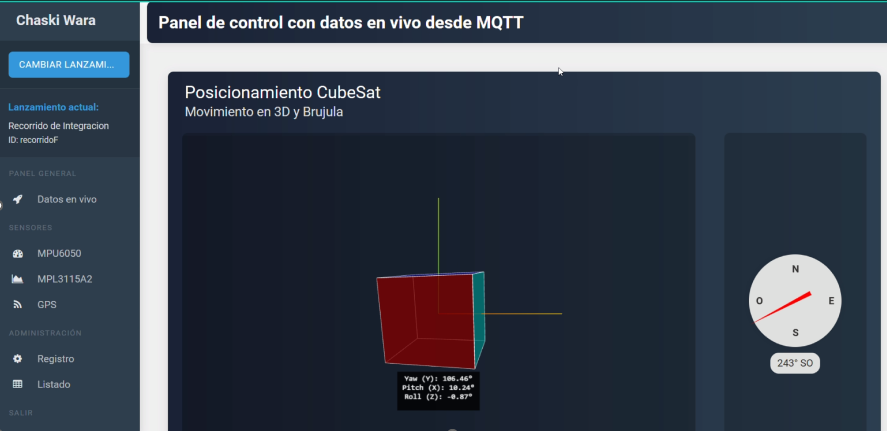 Chaski Wara
Panel de control con datos en vivo desde MQTT
CAMBIAR LANZAMI...
Lanzamiento actual:
Recorrido de Integracion
ID: recorridoF
PANEL GENERAL
Datos en vivo
SENSORES
MPU6050
MPL3115A2
GPS
ADMINISTRACIÓN
Registro
Listado
SALIR
Posicionamiento CubeSat
Movimiento en 3D y Brujula
Yaw (Y): 106.46°
Pitch (X): 10.24°
Roll (Z): -0.87°
N
O
E
S
243° SO